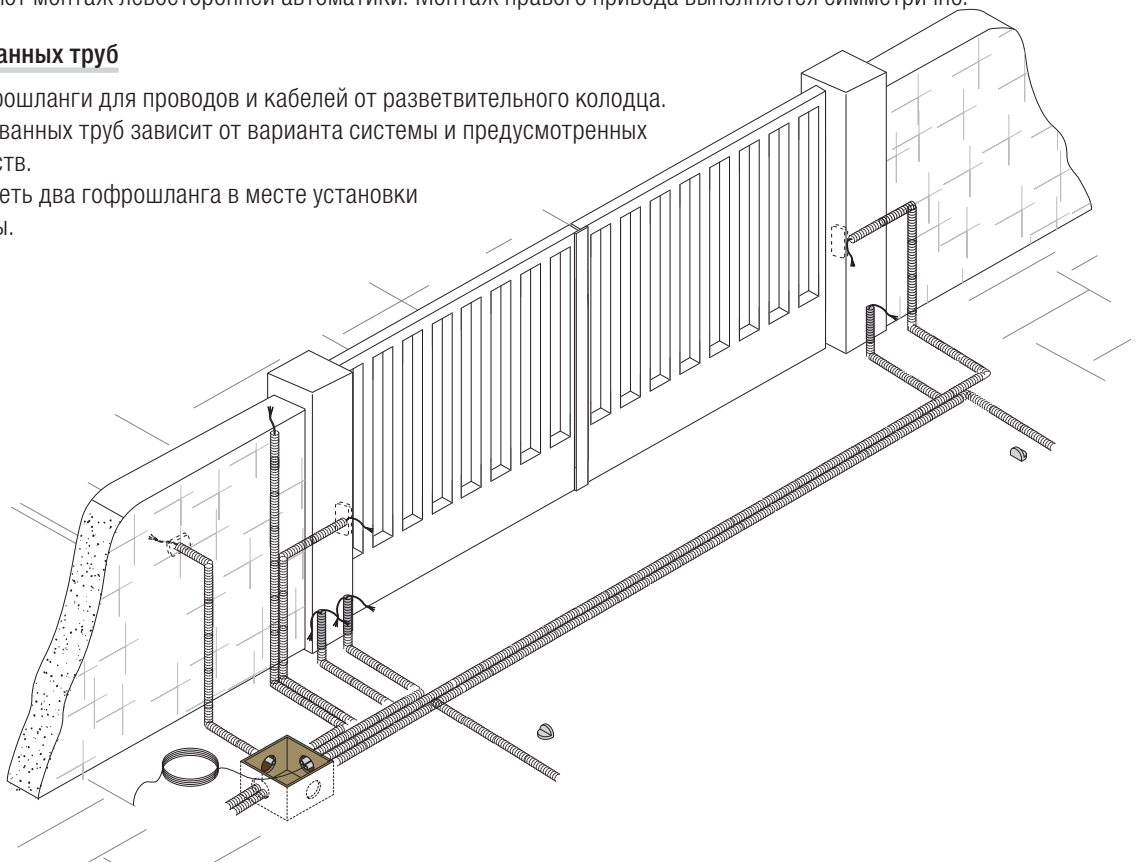 монтаж левосторонней автоматики. Монтаж правого привода выполняется симметрично.
анных труб
рошланги для проводов и кабелей от разветвительного колодца.
ванных труб зависит от варианта системы и предусмотренных
ств.
еть два гофрошланга в месте установки
ы.